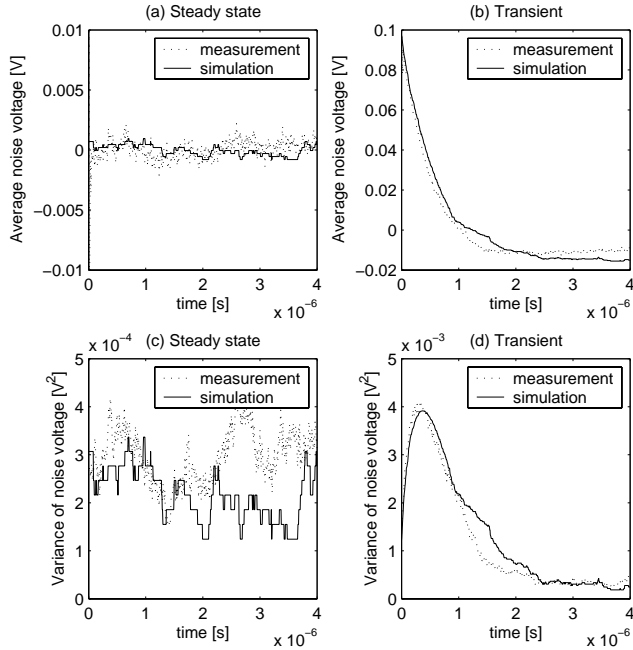 (a) Steady state
0.01
0.005
0
−0.005
−0.01
Average noise voltage [V]
measurement
simulation
0 1 2 3 4
time [s]
x 10⁻⁶
(b) Transient
0.1
0.08
0.06
0.04
0.02
0
−0.02
Average noise voltage [V]
measurement
simulation
0 1 2 3 4
time [s]
x 10⁻⁶
x 10⁻⁴
(c) Steady state
5
4
3
2
1
0
Variance of noise voltage [V²]
measurement
simulation
0 1 2 3 4
time [s]
x 10⁻⁶
x 10⁻³
(d) Transient
5
4
3
2
1
0
Variance of noise voltage [V²]
measurement
simulation
0 1 2 3 4
time [s]
x 10⁻⁶